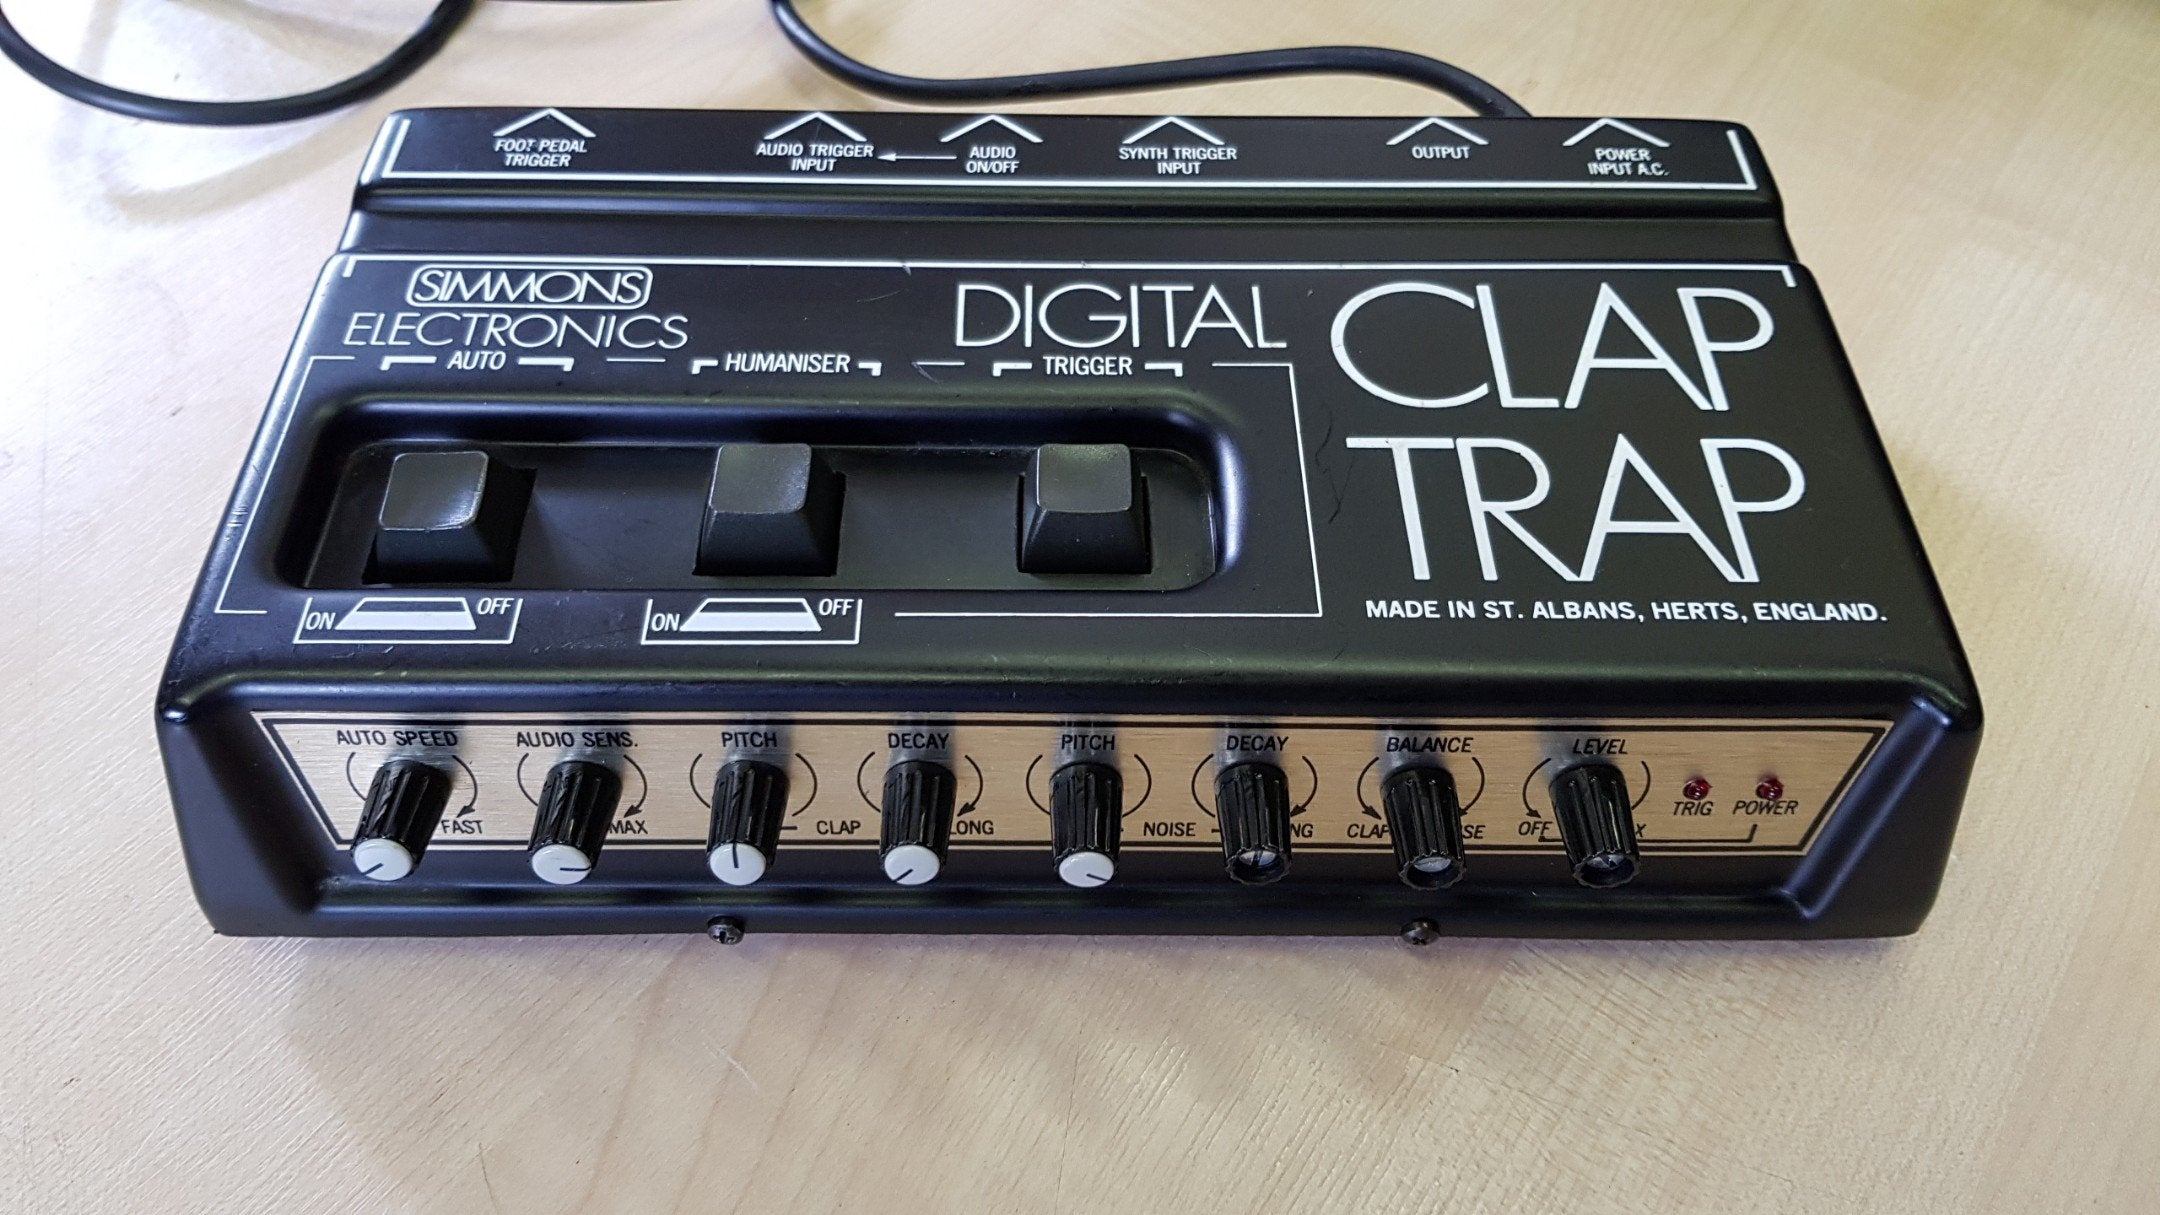 FOOT PEDAL
TRIGGER
AUDIO TRIGGER
INPUT
AUDIO
ON/OFF
SYNTH TRIGGER
INPUT
OUTPUT
POWER
INPUT A.C.
SIMMONS
ELECTRONICS
DIGITAL
CLAP
TRAP
AUTO
HUMANISER
TRIGGER
ON
OFF
ON
OFF
MADE IN ST. ALBANS, HERTS, ENGLAND.
AUTO SPEED
AUDIO SENS.
PITCH
DECAY
PITCH
DECAY
BALANCE
LEVEL
TRIG
POWER
FAST
MAX
CLAP
NOISE
CLAP
OFF